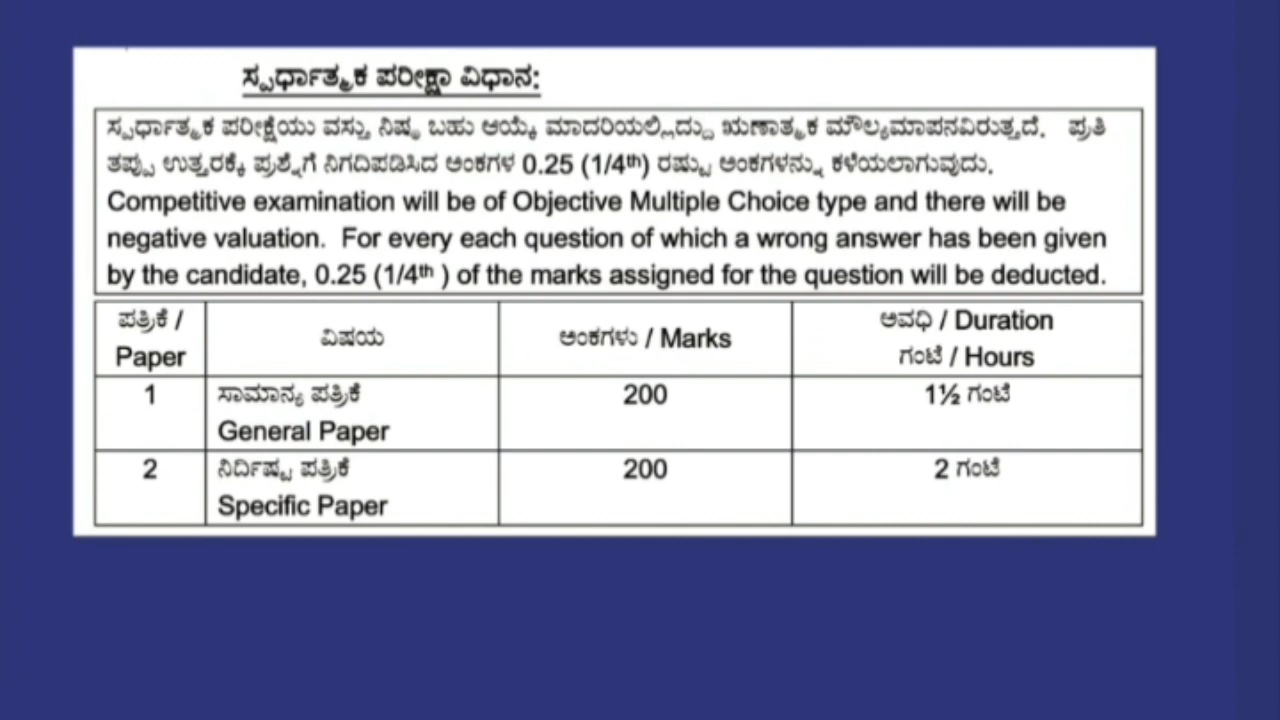 ಸ್ಪರ್ಧಾತ್ಮಕ ಪರೀಕ್ಷಾ ವಿಧಾನ:
ಸ್ಪರ್ಧಾತ್ಮಕ ಪರೀಕ್ಷೆಯು ವಸ್ತು ನಿಷ್ಠ ಬಹು ಆಯ್ಕೆ ಮಾದರಿಯಲ್ಲಿದ್ದು ಋಣಾತ್ಮಕ ಮೌಲ್ಯಮಾಪನವಿರುತ್ತದೆ. ಪ್ರತಿ
ತಪ್ಪು ಉತ್ತರಕ್ಕೆ ಪ್ರಶ್ನೆಗೆ ನಿಗದಿಪಡಿಸಿದ ಅಂಕಗಳ 0.25 (1/4th) ರಷ್ಟು ಅಂಕಗಳನ್ನು ಕಳೆಯಲಾಗುವುದು.
Competitive examination will be of Objective Multiple Choice type and there will be
negative valuation. For every each question of which a wrong answer has been given
by the candidate, 0.25 (1/4th ) of the marks assigned for the question will be deducted.
ಪತ್ರಿಕೆ /
Paper
ವಿಷಯ
ಅಂಕಗಳು / Marks
ಅವಧಿ / Duration
ಗಂಟೆ / Hours
1
ಸಾಮಾನ್ಯ ಪತ್ರಿಕೆ
General Paper
200
1½ ಗಂಟೆ
2
ನಿರ್ದಿಷ್ಟ ಪತ್ರಿಕೆ
Specific Paper
200
2 ಗಂಟೆ